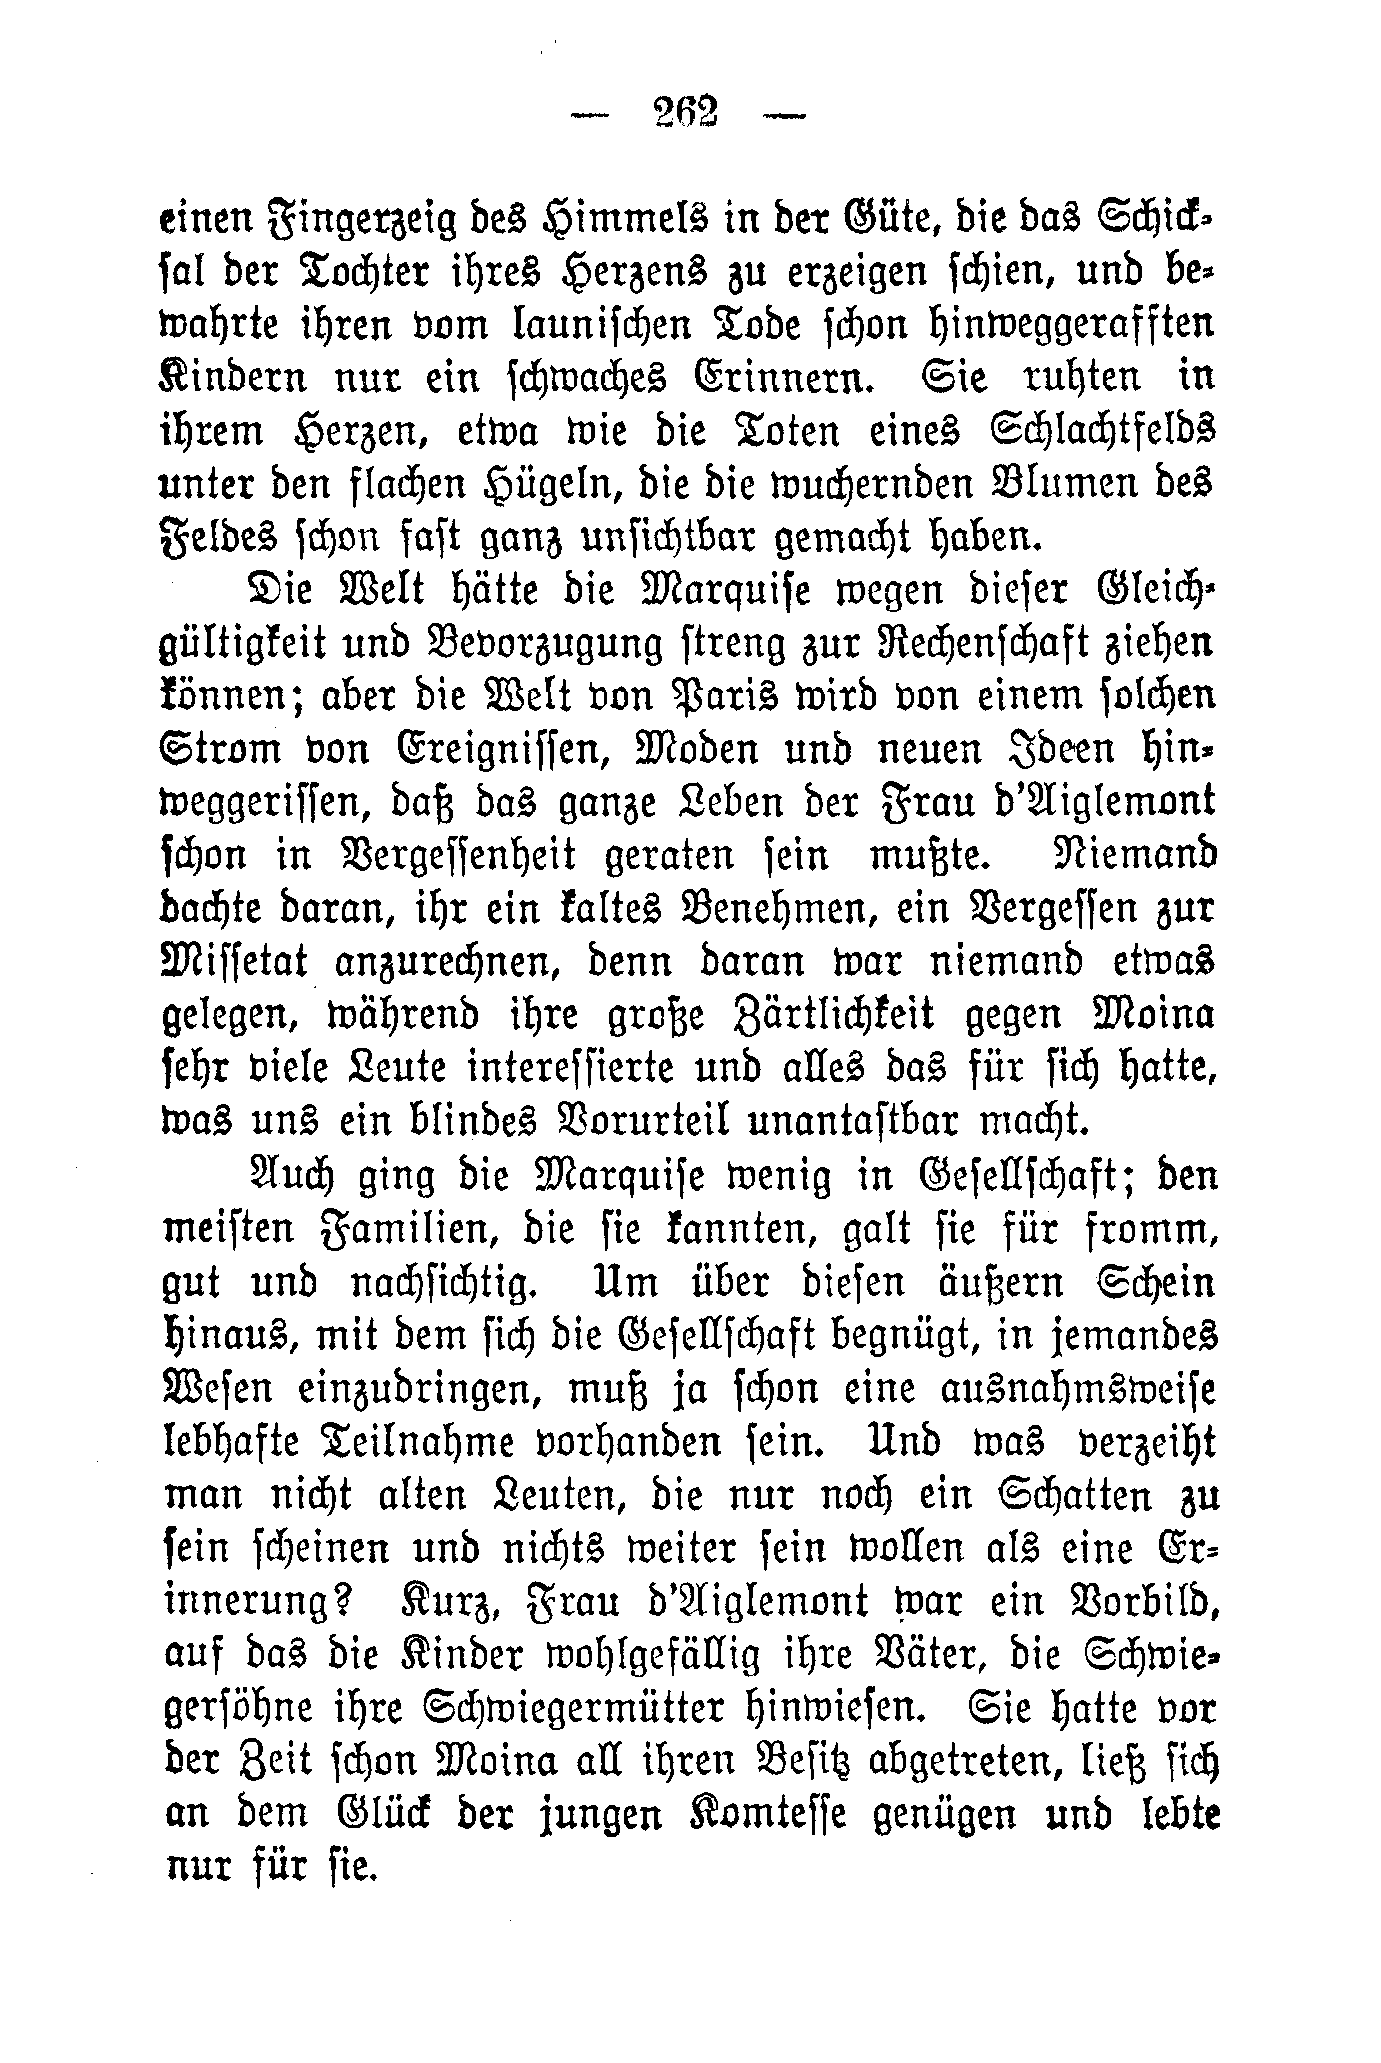 — 262 —
einen Fingerzeig des Himmels in der Güte, die das Schick-
sal der Tochter ihres Herzens zu erzeigen schien, und be-
wahrte ihren vom launischen Tode schon hinweggerafften
Kindern nur ein schwaches Erinnern. Sie ruhten in
ihrem Herzen, etwa wie die Toten eines Schlachtfelds
unter den flachen Hügeln, die die wuchernden Blumen des
Feldes schon fast ganz unsichtbar gemacht haben.
Die Welt hätte die Marquise wegen dieser Gleich-
gültigkeit und Bevorzugung streng zur Rechenschaft ziehen
können; aber die Welt von Paris wird von einem solchen
Strom von Ereignissen, Moden und neuen Ideen hin-
weggerissen, daß das ganze Leben der Frau d'Aiglemont
schon in Vergessenheit geraten sein mußte. Niemand
dachte daran, ihr ein kaltes Benehmen, ein Vergessen zur
Missetat anzurechnen, denn daran war niemand etwas
gelegen, während ihre große Zärtlichkeit gegen Moina
sehr viele Leute interessierte und alles das für sich hatte,
was uns ein blindes Vorurteil unantastbar macht.
Auch ging die Marquise wenig in Gesellschaft; den
meisten Familien, die sie kannten, galt sie für fromm,
gut und nachsichtig. Um über diesen äußern Schein
hinaus, mit dem sich die Gesellschaft begnügt, in jemandes
Wesen einzudringen, muß ja schon eine ausnahmsweise
lebhafte Teilnahme vorhanden sein. Und was verzeiht
man nicht alten Leuten, die nur noch ein Schatten zu
sein scheinen und nichts weiter sein wollen als eine Er-
innerung? Kurz, Frau d'Aiglemont war ein Vorbild,
auf das die Kinder wohlgefällig ihre Väter, die Schwie-
gersöhne ihre Schwiegermütter hinwiesen. Sie hatte vor
der Zeit schon Moina all ihren Besitz abgetreten, ließ sich
an dem Glück der jungen Komtesse genügen und lebte
nur für sie.